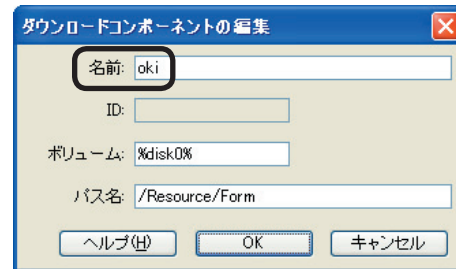 ダウンロードコンポーネントの編集
名前: oki
ID:
ボリューム: %disk0%
パス名: /Resource/Form
ヘルプ(H) OK キャンセル